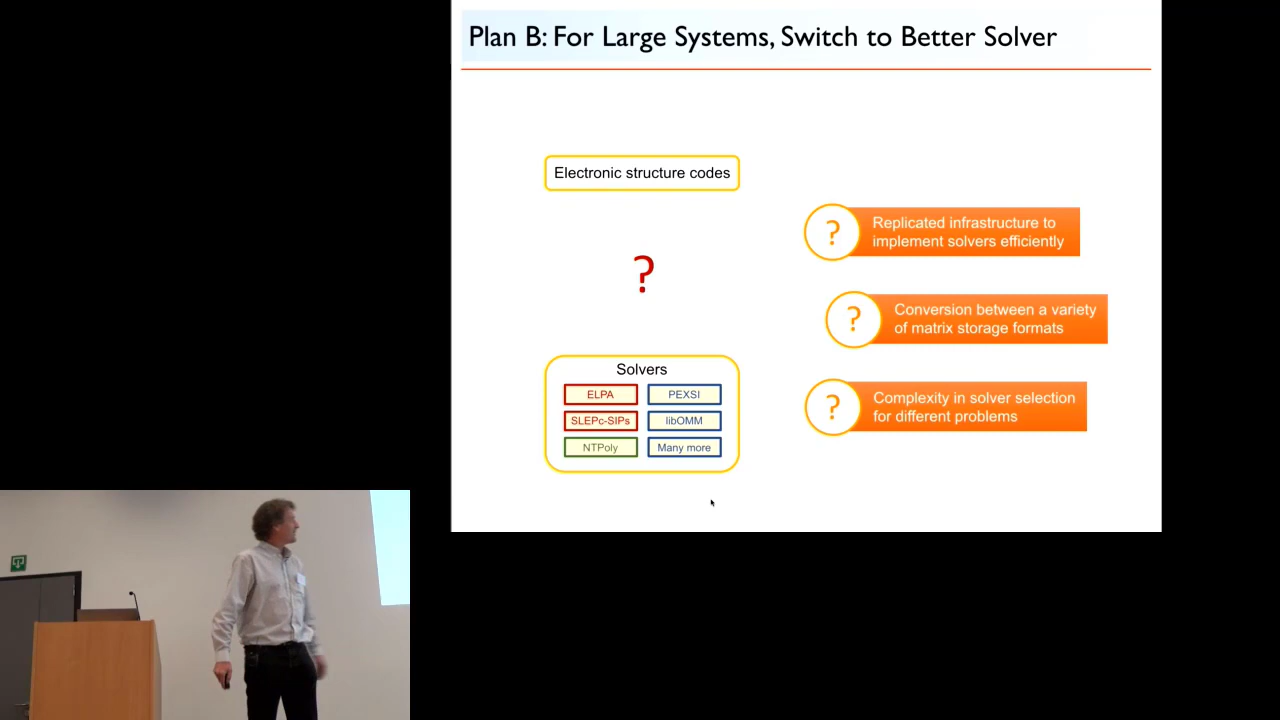 Plan B: For Large Systems, Switch to Better Solver
Electronic structure codes
?
Solvers
ELPA
PEXSI
SLEPc-SIPs
libOMM
NTPoly
Many more
?
Replicated infrastructure to
implement solvers efficiently
?
Conversion between a variety
of matrix storage formats
?
Complexity in solver selection
for different problems